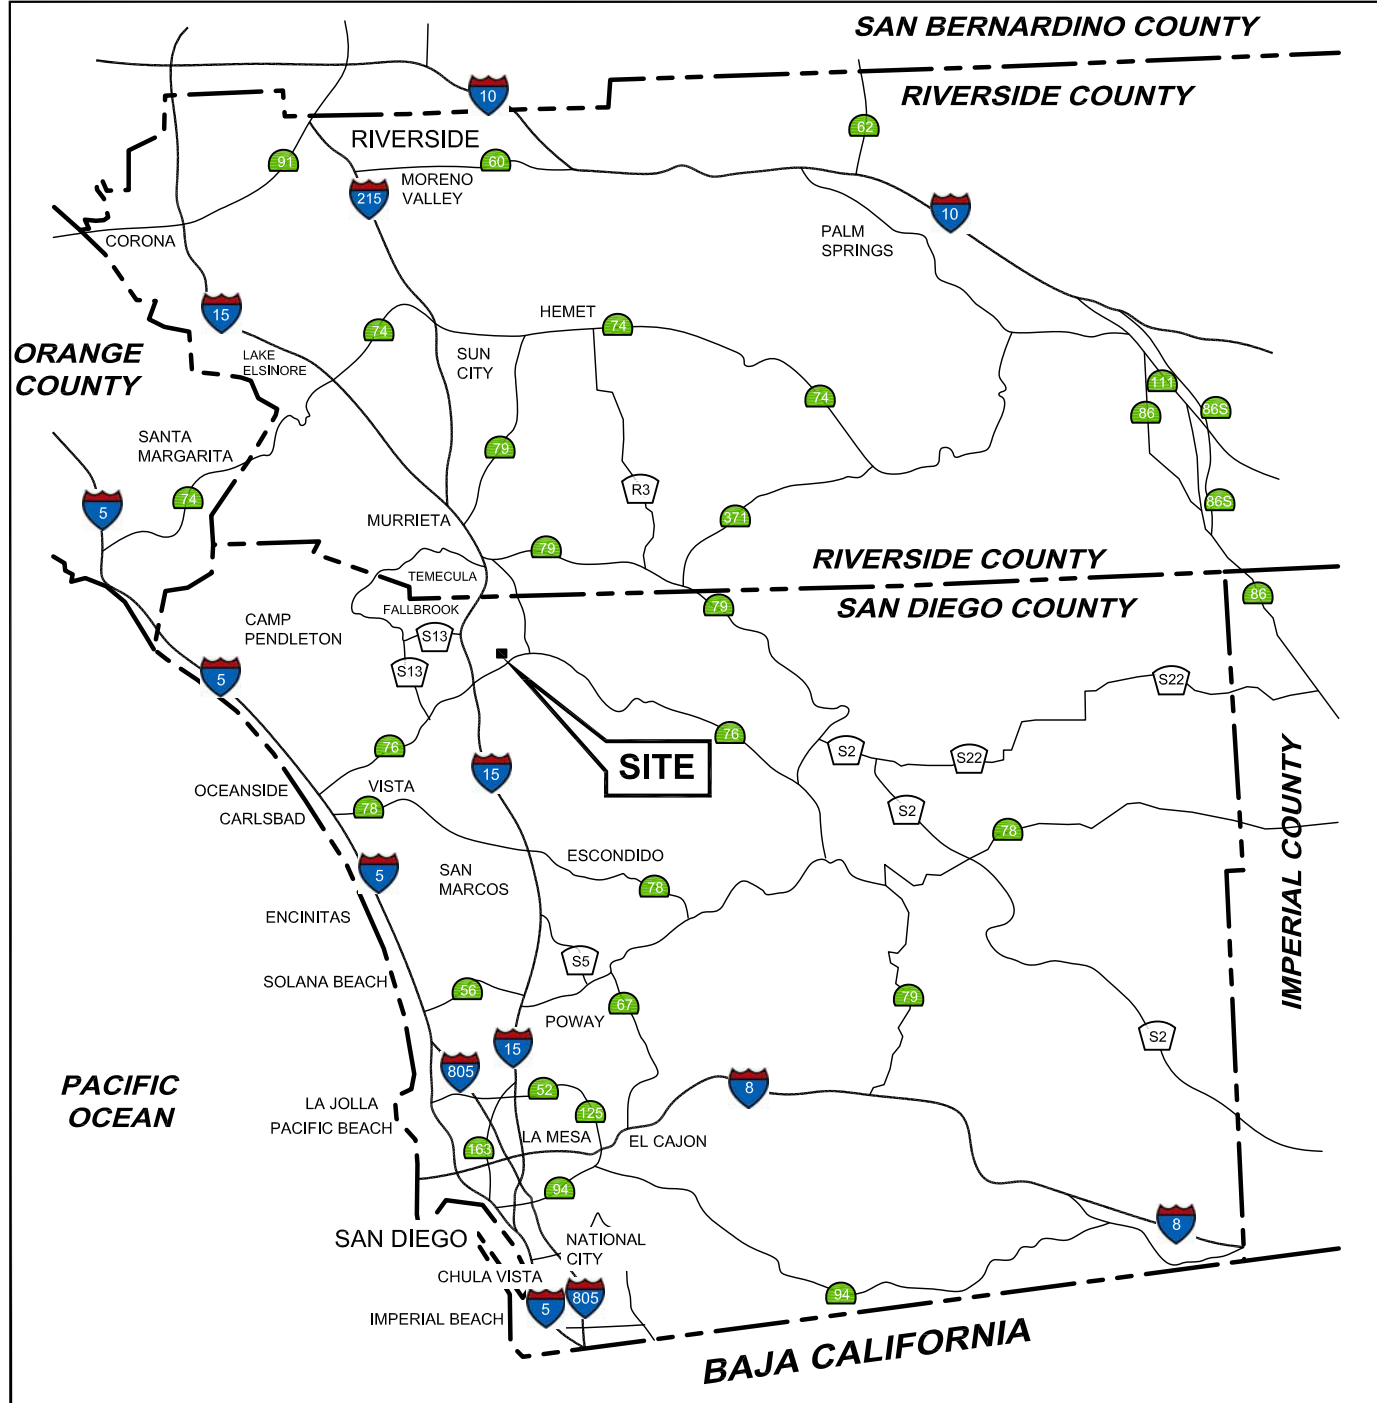 SAN BERNARDINO COUNTY
RIVERSIDE COUNTY
10
62
RIVERSIDE
91
60
215
MORENO
VALLEY
10
CORONA
PALM
SPRINGS
15
74
HEMET
74
ORANGE
COUNTY
LAKE
ELSINORE
SUN
CITY
111
74
86
86S
SANTA
MARGARITA
79
74
R3
86S
5
371
MURRIETA
79
RIVERSIDE COUNTY
TEMECULA
86
SAN DIEGO COUNTY
79
FALLBROOK
CAMP
PENDLETON
S13
S13
5
S22
76
76
S2
S22
SITE
15
OCEANSIDE
VISTA
CARLSBAD
78
S2
78
IMPERIAL COUNTY
ESCONDIDO
5
SAN
MARCOS
78
ENCINITAS
S5
SOLANA BEACH
56
79
67
POWAY
15
S2
805
PACIFIC
OCEAN
52
8
LA JOLLA
125
PACIFIC BEACH
LA MESA
EL CAJON
163
94
8
SAN DIEGO
NATIONAL
CITY
CHULA VISTA
94
805
5
IMPERIAL BEACH
BAJA CALIFORNIA